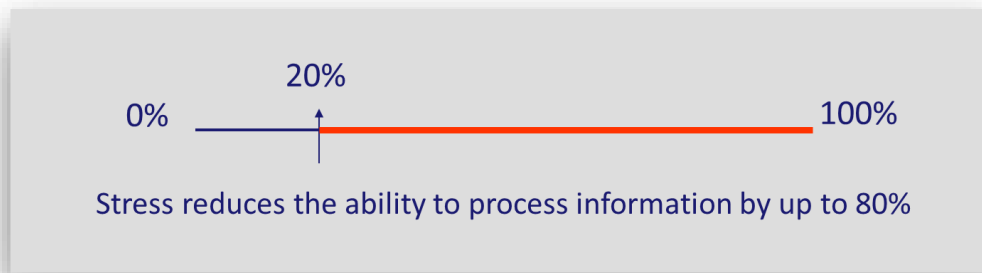 20%
0%
100%
Stress reduces the ability to process information by up to 80%